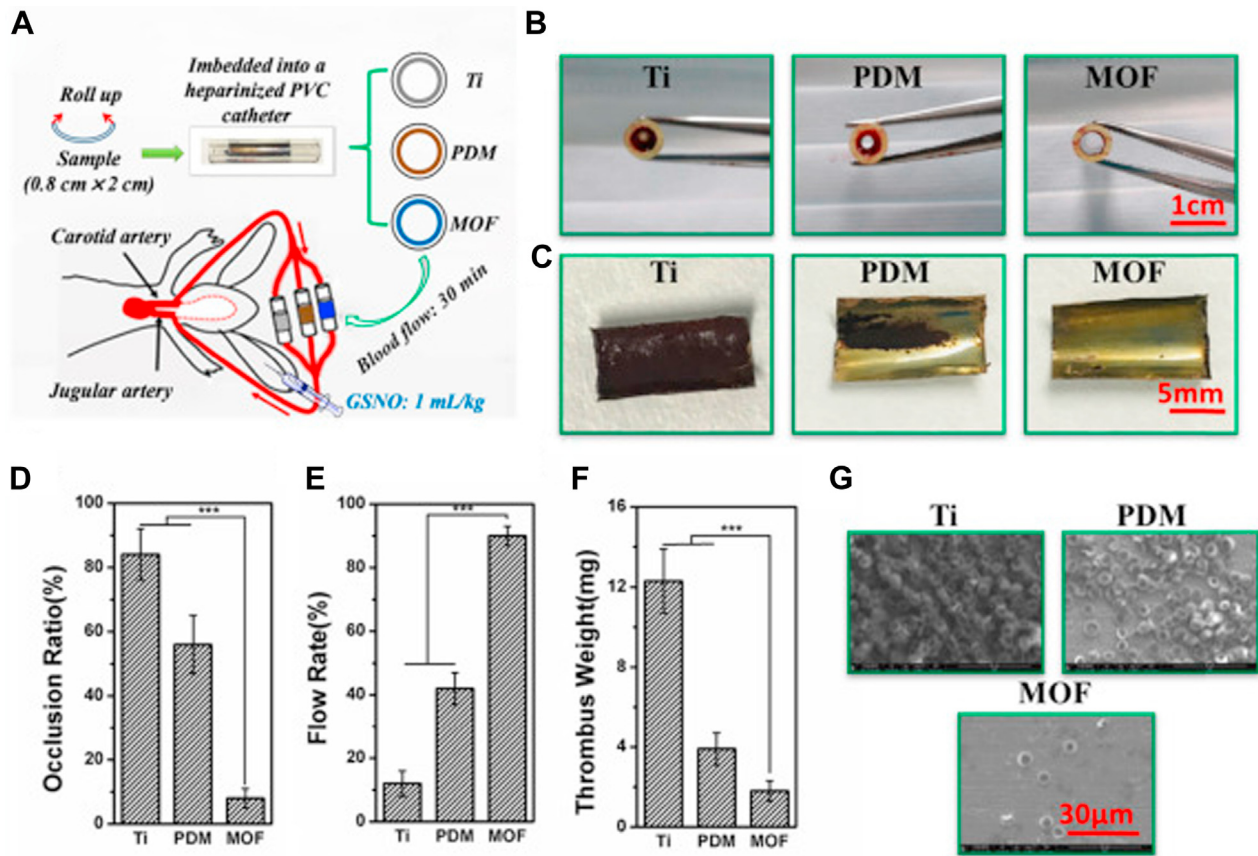 A
Roll up
Sample
(0.8 cm × 2 cm)
Imbedded into a
heparinized PVC
catheter
Ti
PDM
MOF
Carotid artery
Jugular artery
Blood flow: 30 min
GSNO: 1 mL/kg
B
Ti
PDM
MOF
1cm
C
Ti
PDM
MOF
5mm
D
Occlusion Ratio(%)
100
80
60
40
20
0
***
Ti PDM MOF
E
Flow Rate(%)
100
80
60
40
20
0
***
Ti PDM MOF
F
Thrombus Weight(mg)
16
12
8
4
0
***
Ti PDM MOF
G
Ti
PDM
MOF
30μm